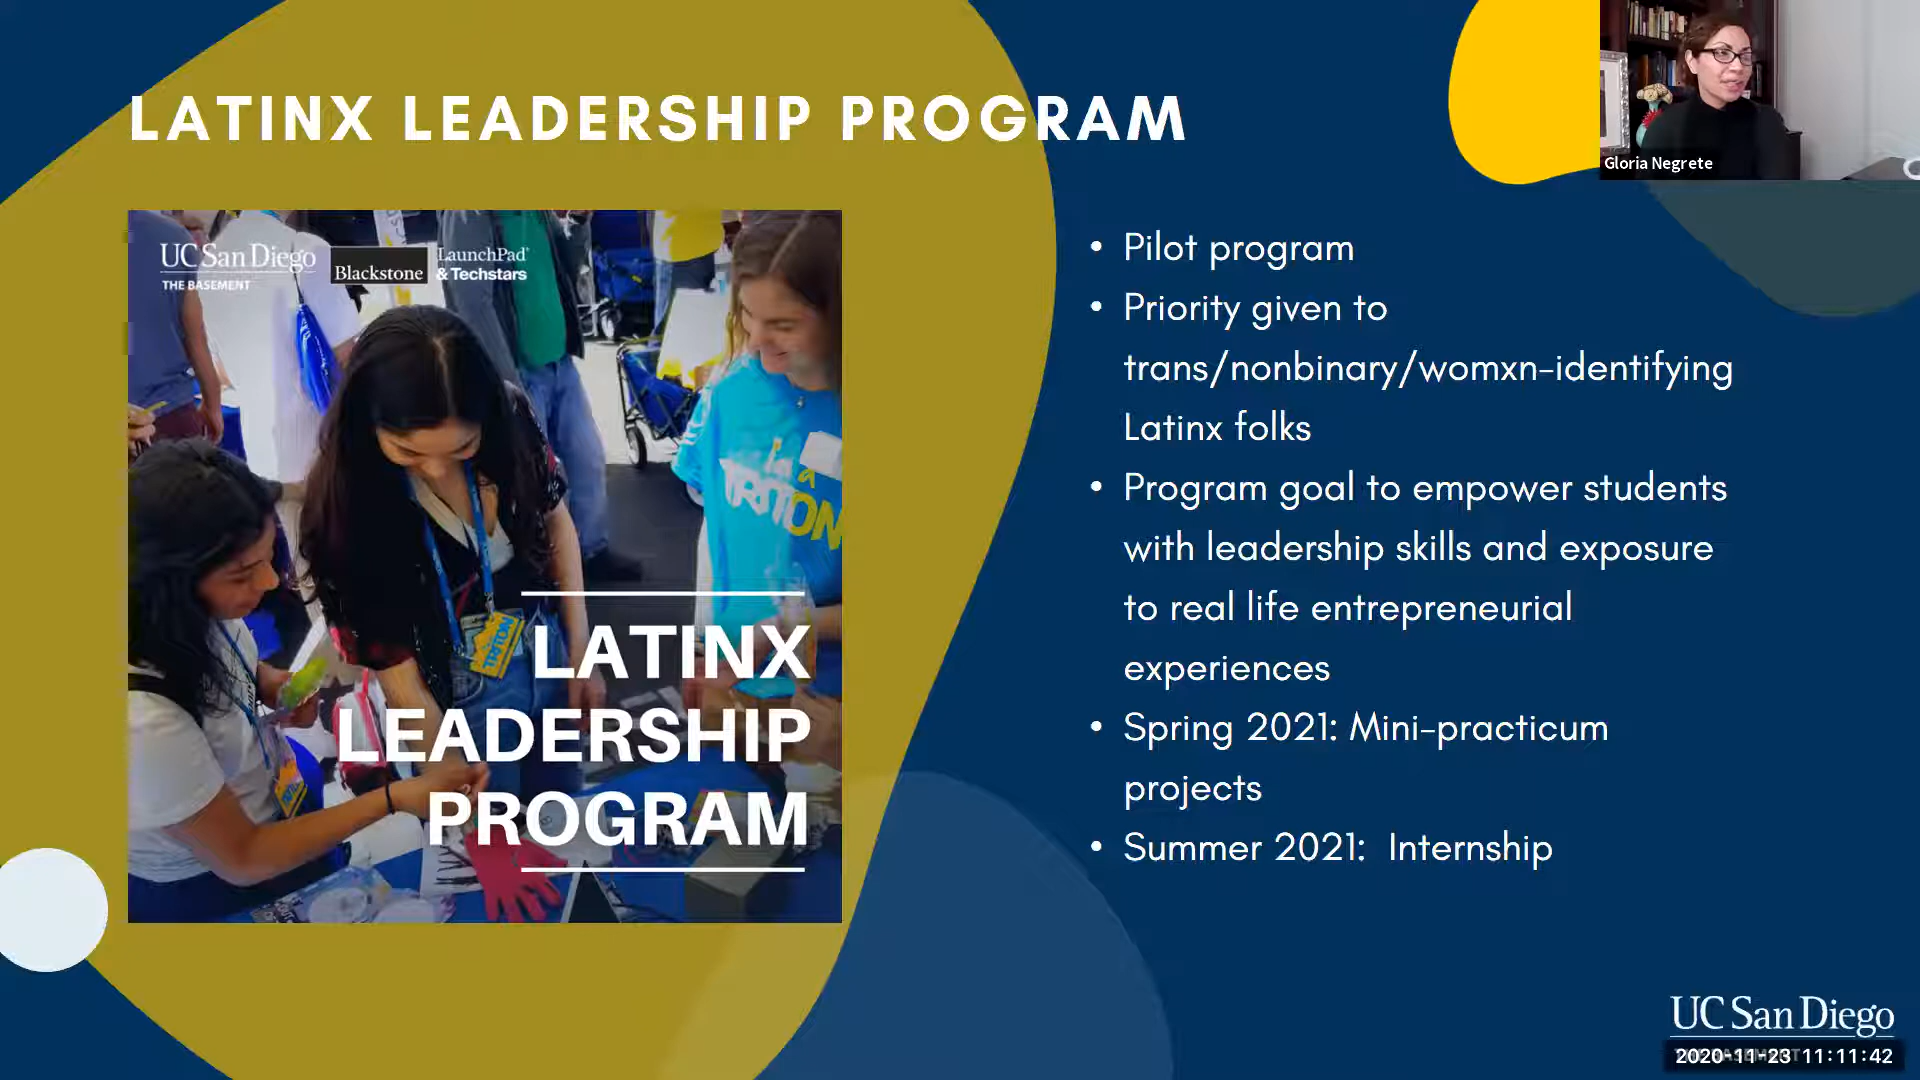 LATINX LEADERSHIP PROGRAM
Gloria Negrete
UC San Diego
THE BASEMENT
Blackstone
LaunchPad
& Techstars
I'm a
TRITON
TRITON
TRITON
LATINX
LEADERSHIP
PROGRAM
• Pilot program
• Priority given to
trans/nonbinary/womxn-identifying
Latinx folks
• Program goal to empower students
with leadership skills and exposure
to real life entrepreneurial
experiences
• Spring 2021: Mini-practicum
projects
• Summer 2021: Internship
UC San Diego
2020-11-23 11:11:42